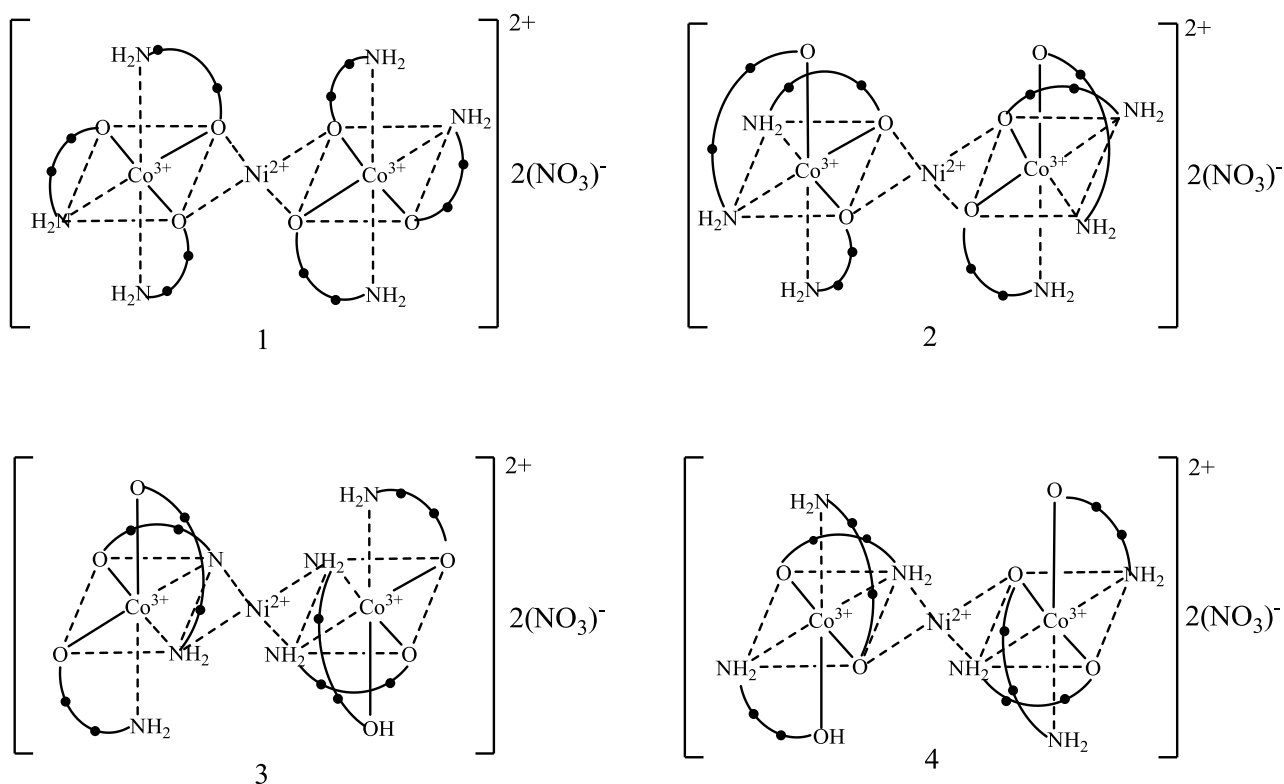 2+
2+
H₂N NH₂ O O
O O O NH₂ NH₂ O O NH₂
Co³⁺ Ni²⁺ Co³⁺ 2(NO₃)⁻ Co³⁺ Ni²⁺ Co³⁺ 2(NO₃)⁻
H₂N O O O H₂N O O NH₂
H₂N NH₂ H₂N NH₂
1 2
2+
2+
O H₂N H₂N O
O N NH₂ O O NH₂ O NH₂
Co³⁺ Ni²⁺ Co³⁺ 2(NO₃)⁻ Co³⁺ Ni²⁺ Co³⁺ 2(NO₃)⁻
O NH₂ NH₂ O NH₂ O NH₂ O
NH₂ OH OH NH₂
3 4